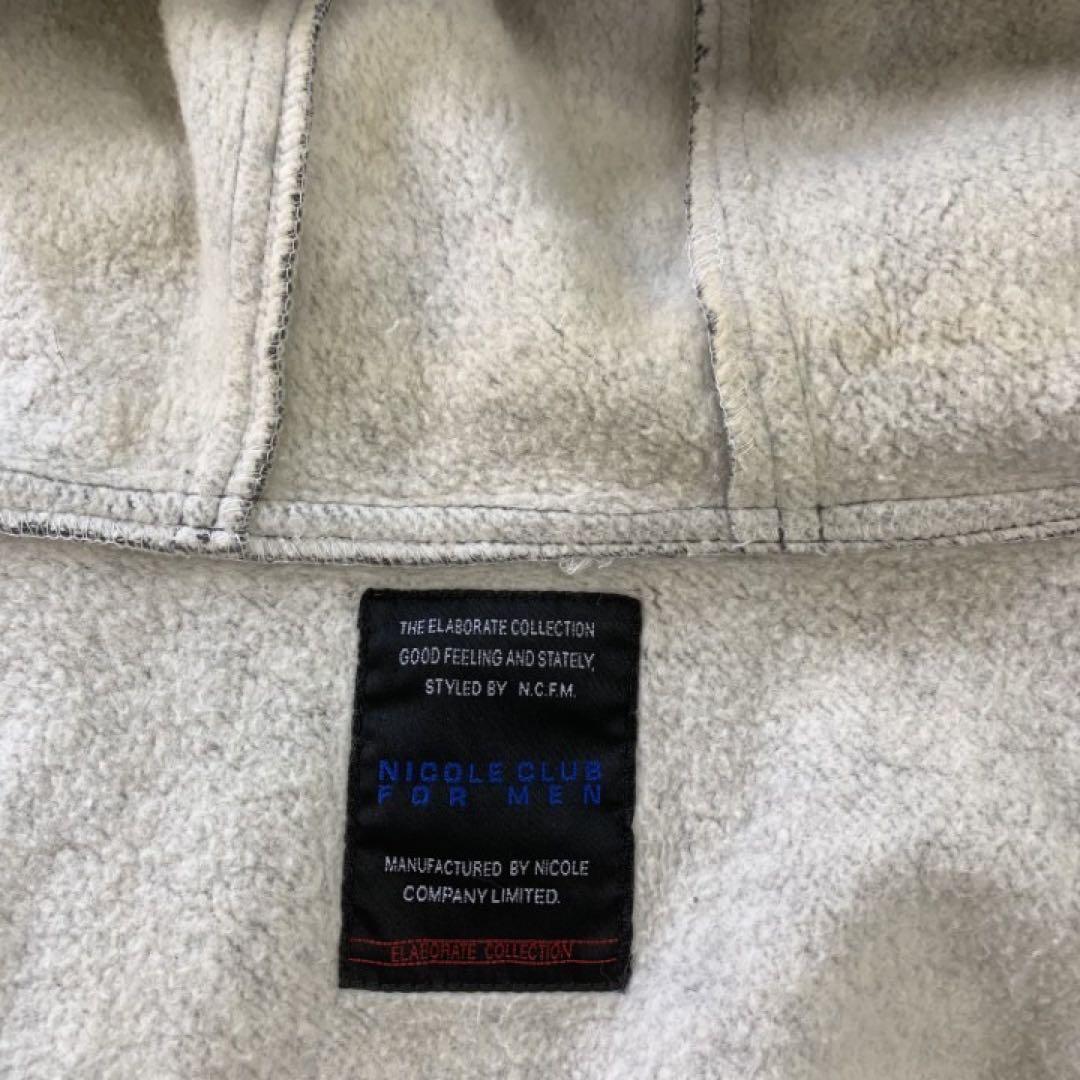 THE ELABORATE COLLECTION
GOOD FEELING AND STATELY,
STYLED BY N.C.F.M.
NICOLE CLUB
FOR MEN
MANUFACTURED BY NICOLE
COMPANY LIMITED.
ELABORATE COLLECTION